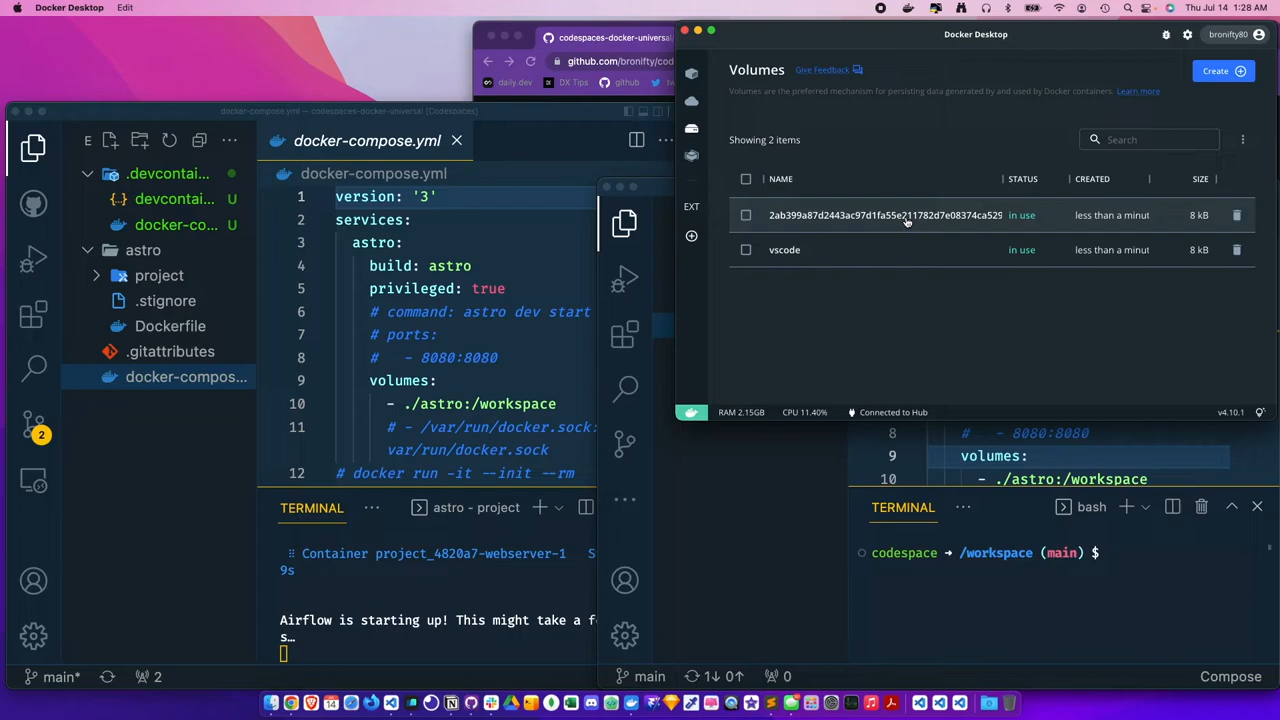 Docker Desktop Edit
Thu Jul 14 1:28 AM
codespaces-docker-universal
github.com/bronifty/cod
daily.dev DX Tips github tw
Docker Desktop
bronifty80
Volumes Give Feedback
Create
Volumes are the preferred mechanism for persisting data generated by and used by Docker containers. Learn more
Showing 2 items
Search
NAME STATUS CREATED SIZE
2ab399a87d2443ac97d1fa55e211782d7e08374ca529 in use less than a minut 8 kB
vscode in use less than a minut 8 kB
EXT
RAM 2.15GB CPU 11.40% Connected to Hub v4.10.1
docker-compose.yml — codespaces-docker-universal [Codespaces]
E
.devcontai...
{} devcontai... U
docker-co... U
astro
project
.stignore
Dockerfile
.gitattributes
docker-compos...
2
docker-compose.yml
docker-compose.yml
1 version: '3'
2 services:
3 astro:
4 build: astro
5 privileged: true
6 # command: astro dev start
7 # ports:
8 # - 8080:8080
9 volumes:
10 - ./astro:/workspace
11 # - /var/run/docker.sock:
var/run/docker.sock
12 # docker run -it --init --rm
TERMINAL ... astro - project
Container project_4820a7-webserver-1 S
9s
Airflow is starting up! This might take a f
s…
main* 2
8 # - 8080:8080
9 volumes:
10 - ./astro:/workspace
TERMINAL ... bash
codespace → /workspace (main) $
main 1↓ 0↑ 0 Compose